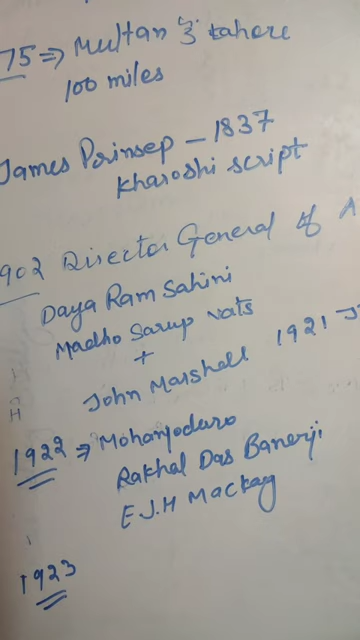 75 ⇒ Multan & Lahore
100 miles
James Prinsep – 1837
Kharoshi script
902 Director General of A
Daya Ram Sahini
Madho Sarup Vats
+
John Marshall 1921 J
1922 ⇒ Mohanjoduro
Rakhal Das Banerji
E.J.H Mackay
1923